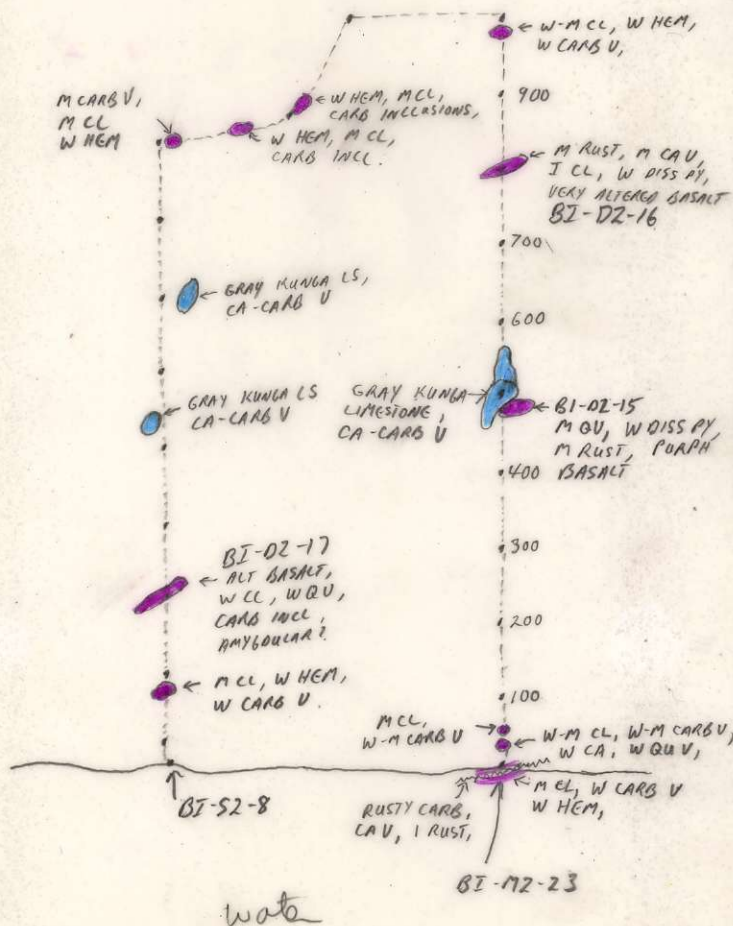 ← W-M CL, W HEM,
W CARB V,
900
M CARB V,
M CL
W HEM
← W HEM, MCL,
CARB INCLUSIONS,
W HEM, M CL,
CARB INCL.
← M RUST, M CA V,
I CL, W DISS PY,
VERY ALTERED BASALT
BI-DZ-16
700
← GRAY KUNGA LS,
CA-CARB V
600
← GRAY KUNGA LS
CA-CARB V
GRAY KUNGA
LIMESTONE,
CA-CARB V
← BI-DZ-15
M QV, W DISS PY,
M RUST, PORPH
BASALT
400
300
BI-DZ-17
← ALT BASALT,
W CL, W QV,
CARB INCL,
AMYGDULAR?
200
← M CL, W HEM,
W CARB V.
100
M CL,
W-M CARB V
← W-M CL, W-M CARB V,
W CA, W QU V,
BI-SZ-8
RUSTY CARB,
CA V, I RUST,
M CL, W CARB V
W HEM,
BI-MZ-23
water